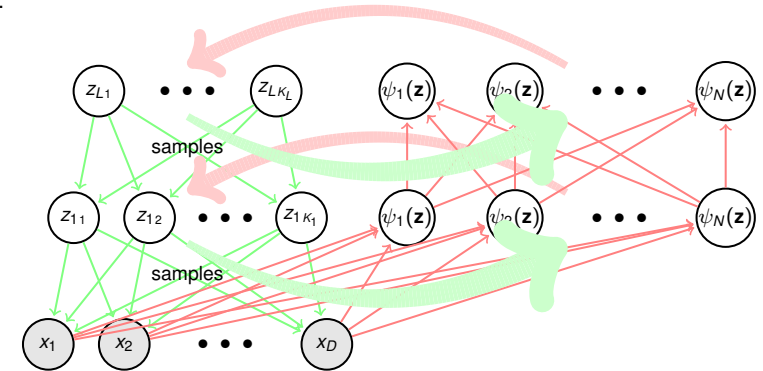 z_{L1} • • • z_{LK_L} ψ_1(z) ψ_2(z) • • • ψ_N(z)
samples
z_{11} z_{12} • • • z_{1K_1} ψ_1(z) ψ_2(z) • • • ψ_N(z)
samples
x_1 x_2 • • • x_D